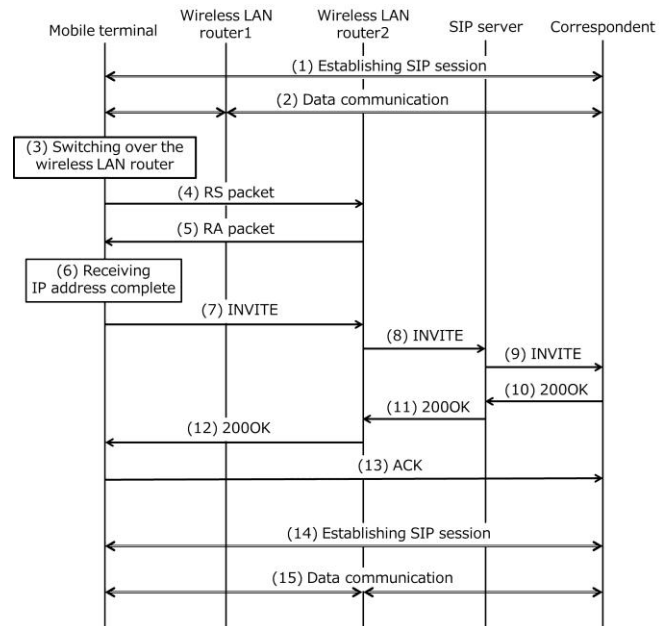 Mobile terminal
Wireless LAN
router1
Wireless LAN
router2
SIP server
Correspondent
(1) Establishing SIP session
(2) Data communication
(3) Switching over the
wireless LAN router
(4) RS packet
(5) RA packet
(6) Receiving
IP address complete
(7) INVITE
(8) INVITE
(9) INVITE
(10) 200OK
(11) 200OK
(12) 200OK
(13) ACK
(14) Establishing SIP session
(15) Data communication